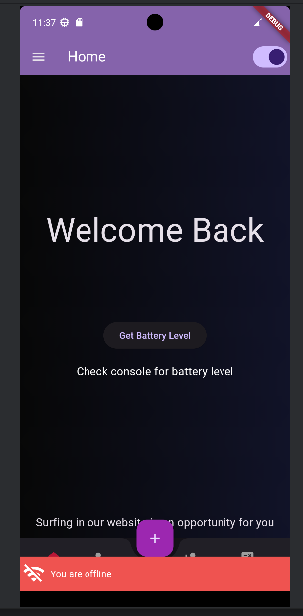 11:37
DEBUG
Home
Welcome Back
Get Battery Level
Check console for battery level
Surfing in our website opportunity for you
+
You are offline